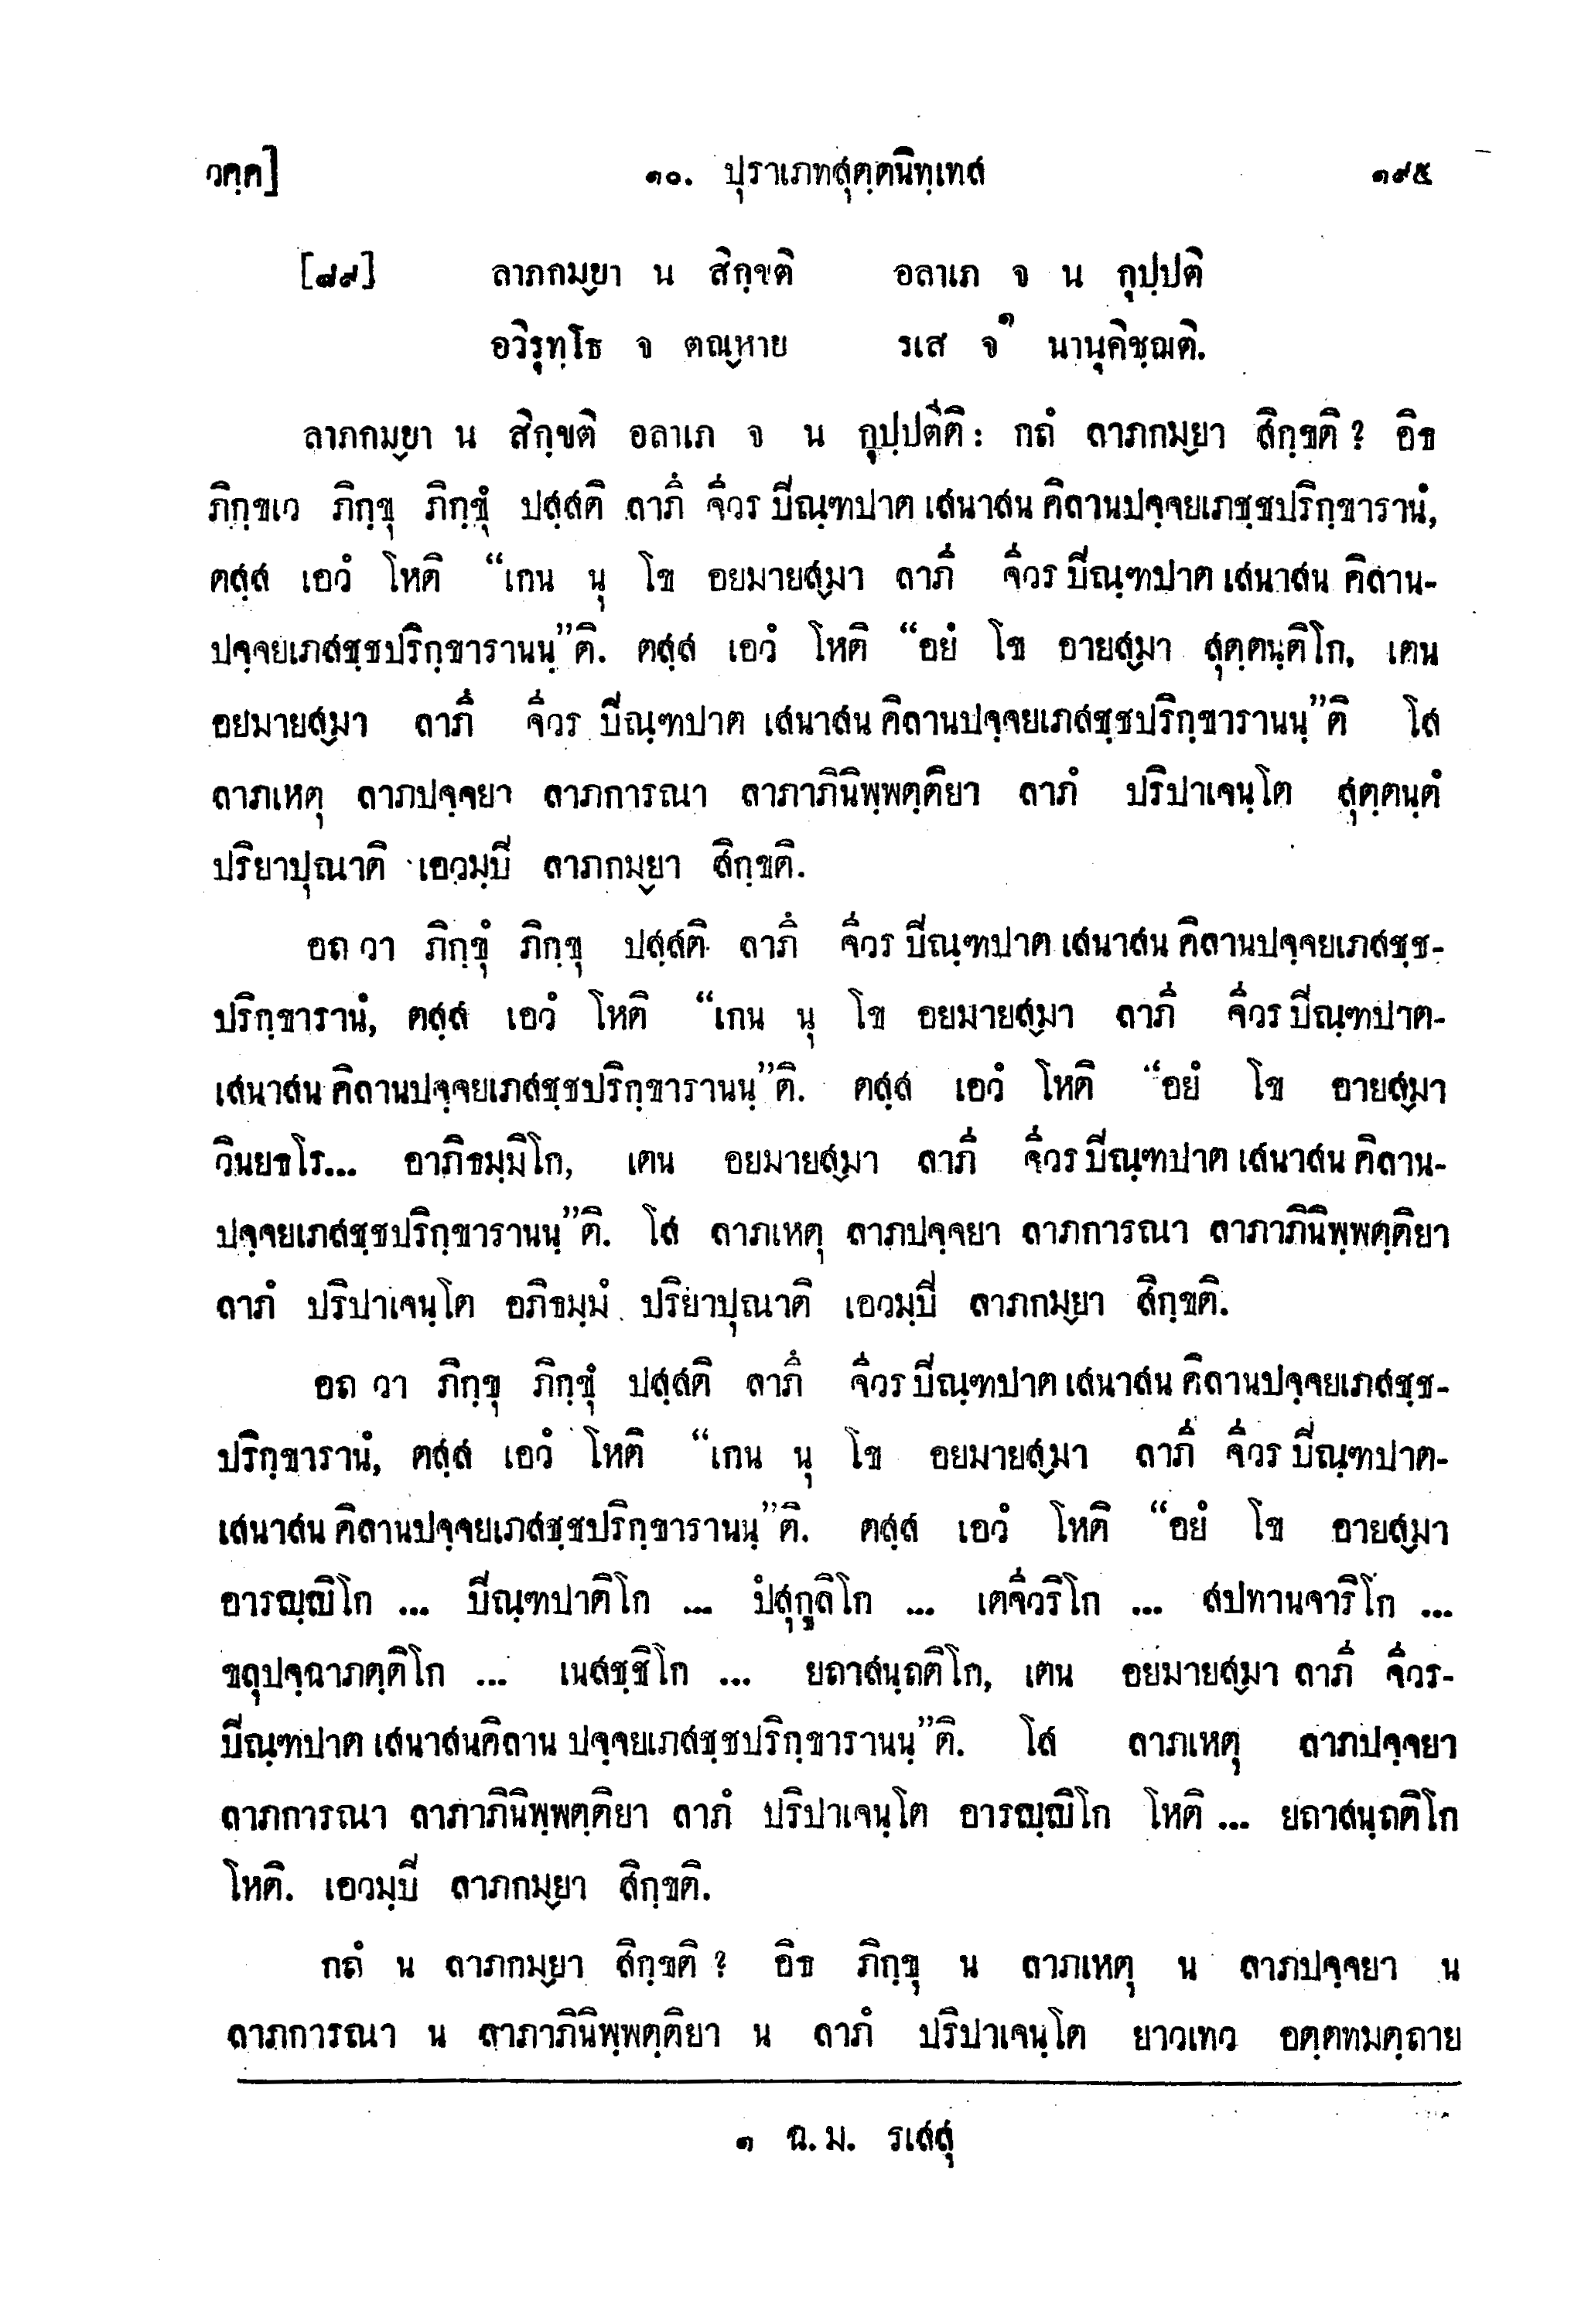 วคฺค]	๑๐. ปุราเภทสุตฺตนิทฺเทส	๑๙๕
[๘๙]	ลาภกมฺยา น สิกฺขติ	อลาเภ จ น กุปฺปติ
อวิรุทฺโธ จ ตณฺหาย	รเส จ๑ นานุคิชฺฌติ.
ลาภกมฺยา น สิกฺขติ อลาเภ จ น กุปฺปตีติ: กถํ ลาภกมฺยา สิกฺขติ? อิธ
ภิกฺขเว ภิกฺขุ ภิกฺขุํ ปสฺสติ ลาภึ จีวร ปิณฺฑปาต เสนาสน คิลานปจฺจยเภชฺชปริกฺขารานํ,
ตสฺส เอวํ โหติ “เกน นุ โข อยมายสฺมา ลาภี จีวร ปิณฺฑปาต เสนาสน คิลาน-
ปจฺจยเภสชฺชปริกฺขารานนฺ”ติ. ตสฺส เอวํ โหติ “อยํ โข อายสฺมา สุตฺตนฺติโก, เตน
อยมายสฺมา ลาภี จีวร ปิณฺฑปาต เสนาสน คิลานปจฺจยเภสชฺชปริกฺขารานนฺ”ติ โส
ลาภเหตุ ลาภปจฺจยา ลาภการณา ลาภาภินิพฺพตฺติยา ลาภํ ปริปาเจนฺโต สุตฺตนฺตํ
ปริยาปุณาติ เอวมฺปิ ลาภกมฺยา สิกฺขติ.
อถ วา ภิกฺขุํ ภิกฺขุ ปสฺสติ ลาภึ จีวร ปิณฺฑปาต เสนาสน คิลานปจฺจยเภสชฺช-
ปริกฺขารานํ, ตสฺส เอวํ โหติ “เกน นุ โข อยมายสฺมา ลาภี จีวร ปิณฺฑปาต-
เสนาสน คิลานปจฺจยเภสชฺชปริกฺขารานนฺ”ติ. ตสฺส เอวํ โหติ “อยํ โข อายสฺมา
วินยธโร... อาภิธมฺมิโก, เตน อยมายสฺมา ลาภี จีวร ปิณฺฑปาต เสนาสน คิลาน-
ปจฺจยเภสชฺชปริกฺขารานนฺ”ติ. โส ลาภเหตุ ลาภปจฺจยา ลาภการณา ลาภาภินิพฺพตฺติยา
ลาภํ ปริปาเจนฺโต อภิธมฺมํ ปริยาปุณาติ เอวมฺปิ ลาภกมฺยา สิกฺขติ.
อถ วา ภิกฺขุ ภิกฺขุํ ปสฺสติ ลาภึ จีวร ปิณฺฑปาต เสนาสน คิลานปจฺจยเภสชฺช-
ปริกฺขารานํ, ตสฺส เอวํ โหติ “เกน นุ โข อยมายสฺมา ลาภี จีวร ปิณฺฑปาต-
เสนาสน คิลานปจฺจยเภสชฺชปริกฺขารานนฺ”ติ. ตสฺส เอวํ โหติ “อยํ โข อายสฺมา
อารญฺญิโก ... ปิณฺฑปาติโก ... ปํสุกูลิโก ... เตจีวริโก ... สปทานจาริโก ...
ขลุปจฺฉาภตฺติโก ... เนสชฺชิโก ... ยถาสนฺถติโก, เตน อยมายสฺมา ลาภี จีวร-
ปิณฺฑปาต เสนาสนคิลาน ปจฺจยเภสชฺชปริกฺขารานนฺ”ติ. โส ลาภเหตุ ลาภปจฺจยา
ลาภการณา ลาภาภินิพฺพตฺติยา ลาภํ ปริปาเจนฺโต อารญฺญิโก โหติ ... ยถาสนฺถติโก
โหติ. เอวมฺปิ ลาภกมฺยา สิกฺขติ.
กถํ น ลาภกมฺยา สิกฺขติ? อิธ ภิกฺขุ น ลาภเหตุ น ลาภปจฺจยา น
ลาภการณา น ลาภาภินิพฺพตฺติยา น ลาภํ ปริปาเจนฺโต ยาวเทว อตฺตทมตฺถาย
๑ ฉ. ม. รเสสุ